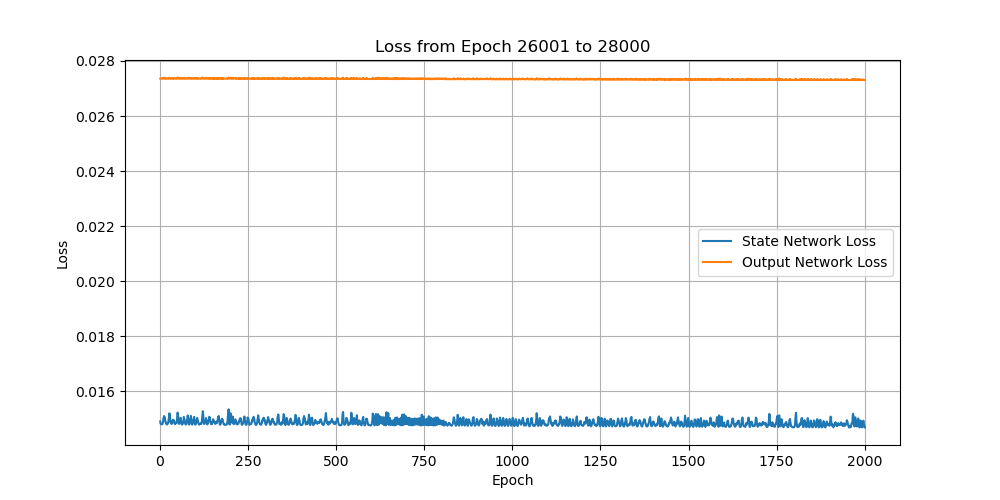 Loss from Epoch 26001 to 28000
0.028
0.026
0.024
0.022
0.020
0.018
0.016
Loss
State Network Loss
Output Network Loss
0 250 500 750 1000 1250 1500 1750 2000
Epoch